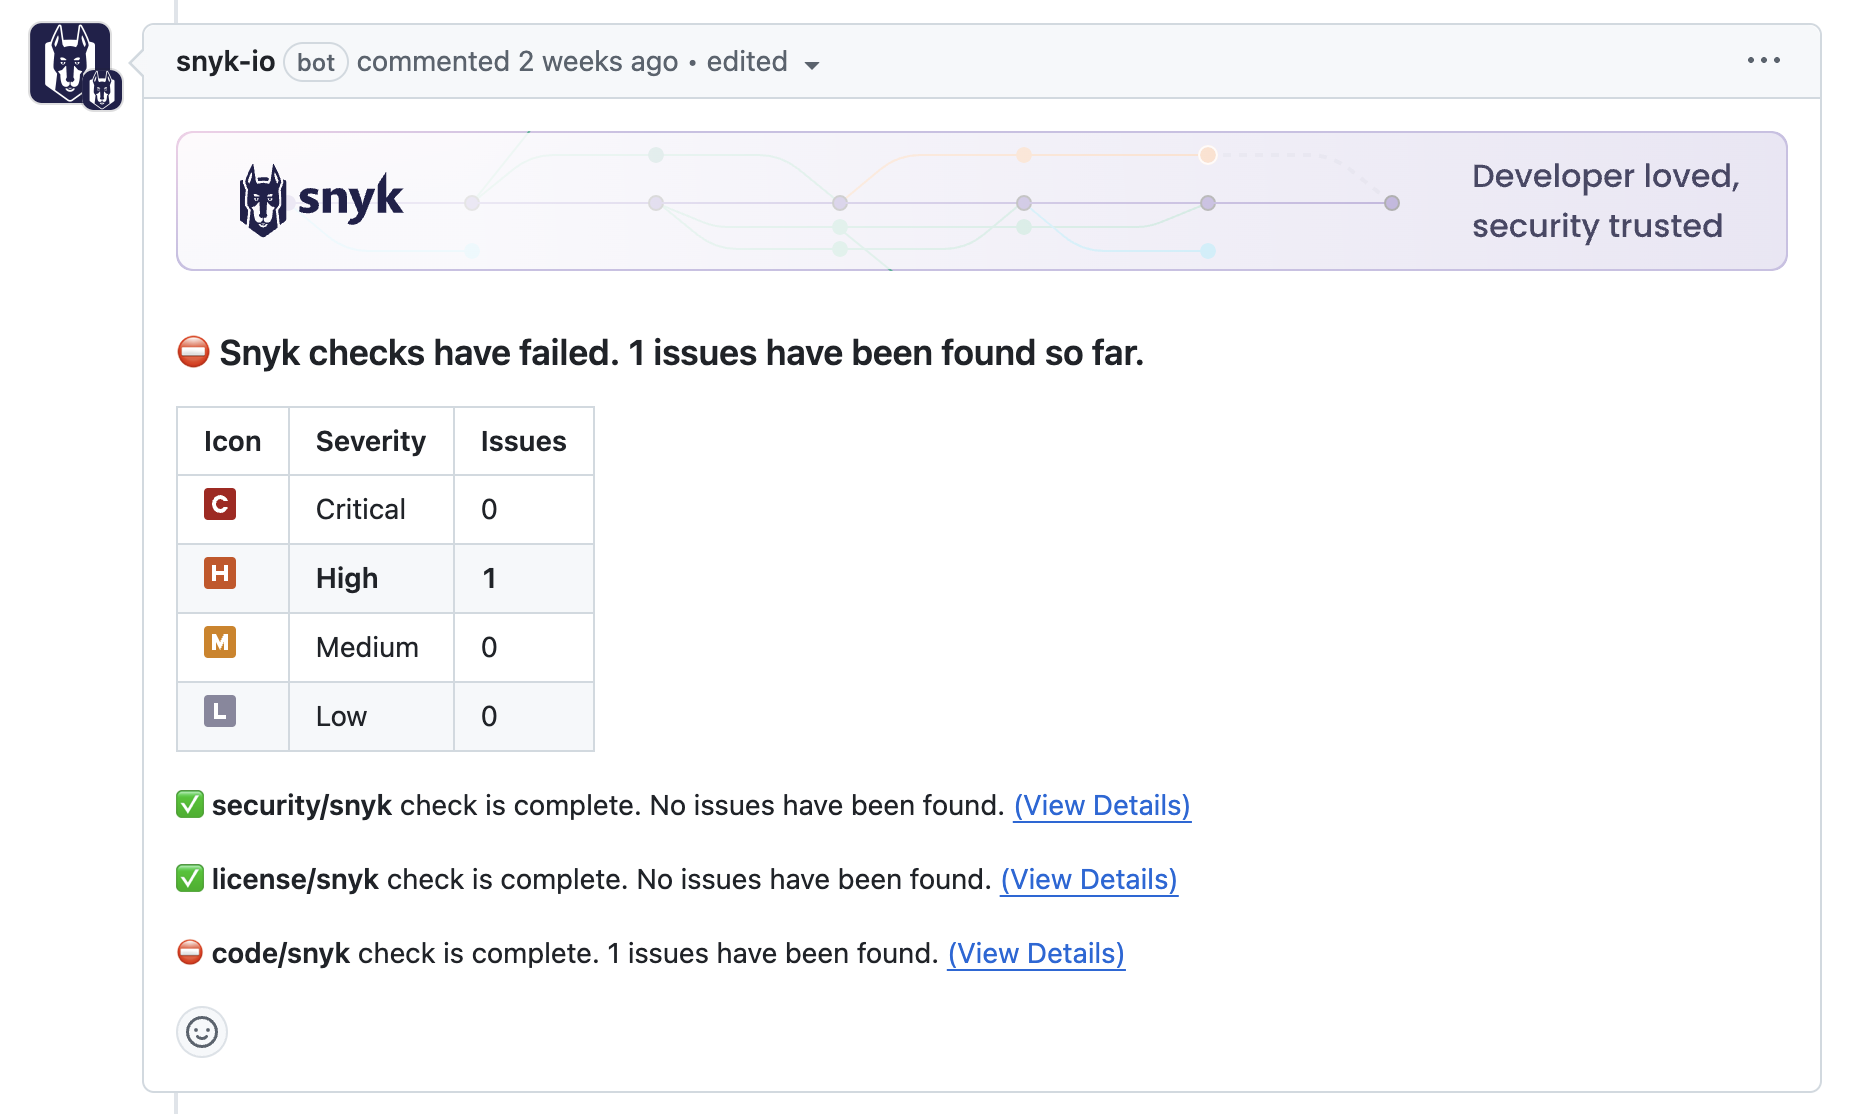 snyk-io bot commented 2 weeks ago • edited
snyk
Developer loved,
security trusted
Snyk checks have failed. 1 issues have been found so far.
Icon Severity Issues
C Critical 0
H High 1
M Medium 0
L Low 0
security/snyk check is complete. No issues have been found. (View Details)
license/snyk check is complete. No issues have been found. (View Details)
code/snyk check is complete. 1 issues have been found. (View Details)